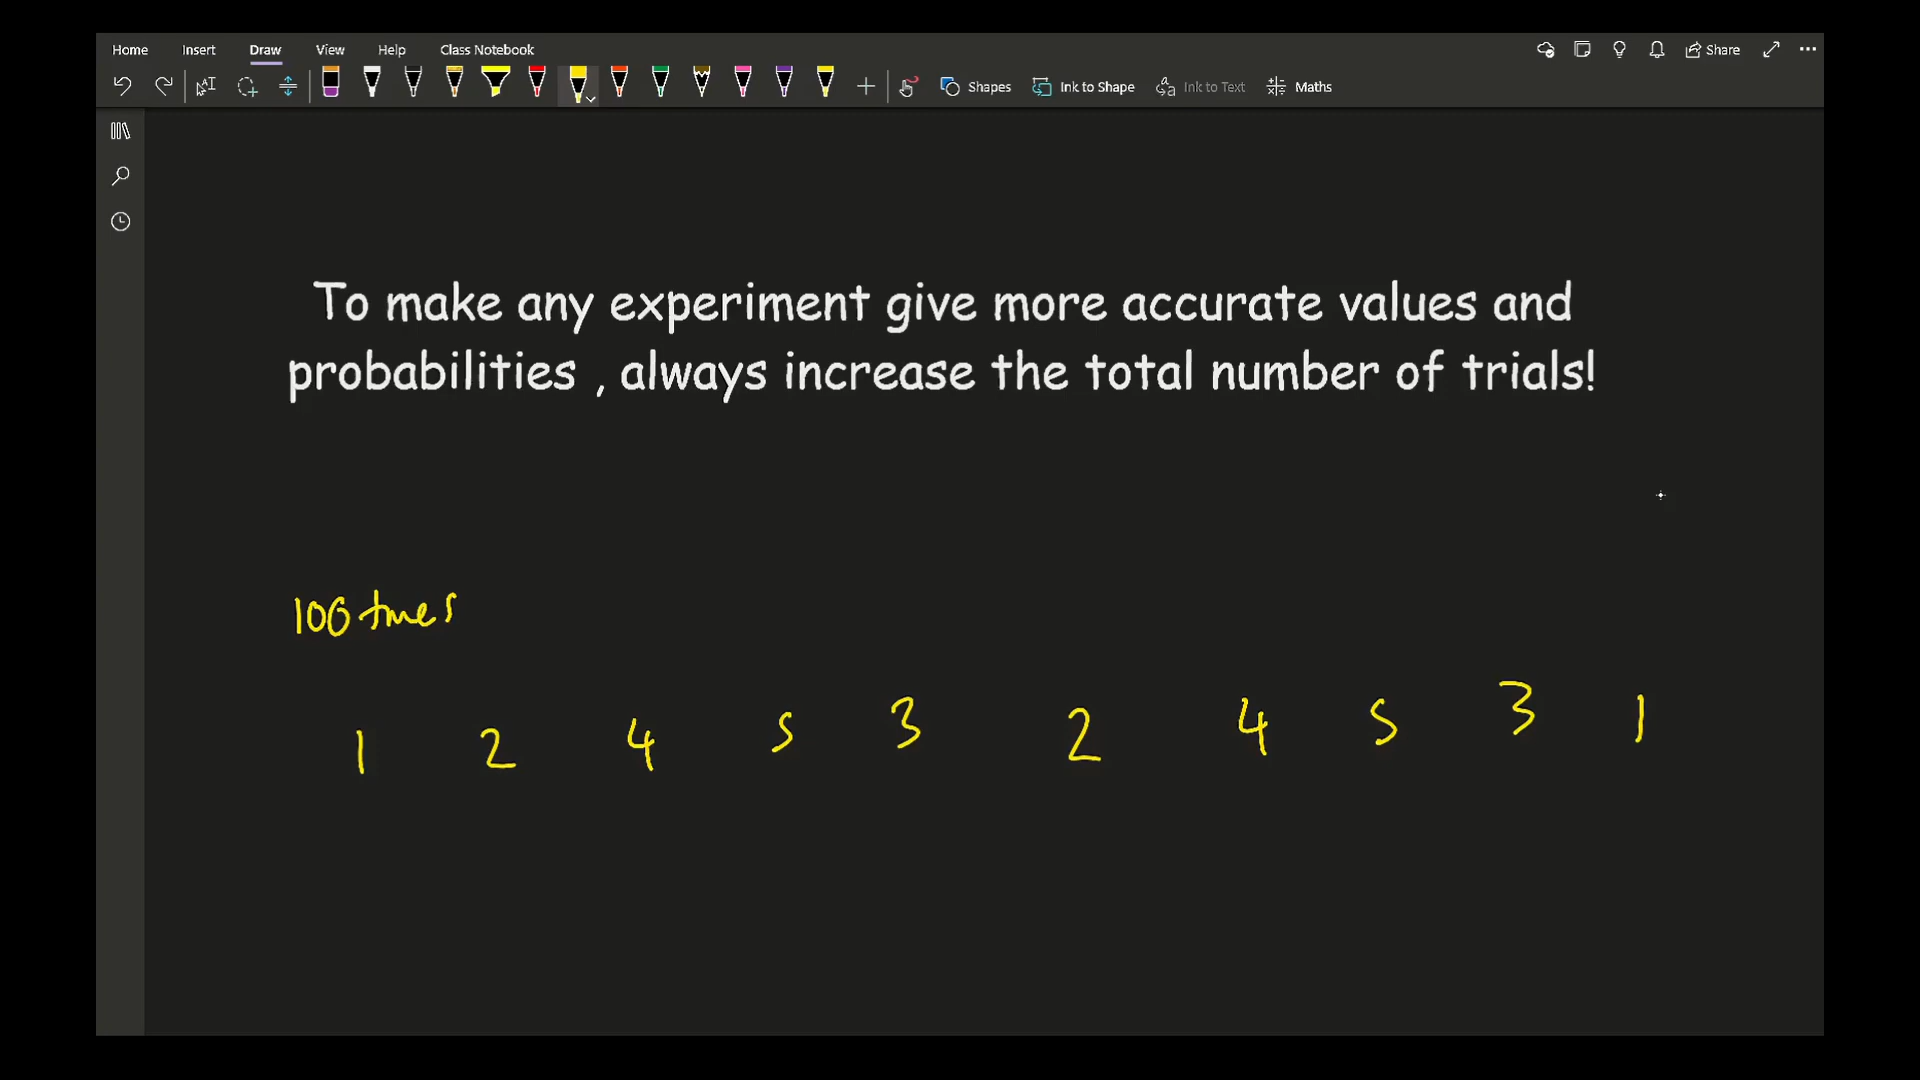 Home Insert Draw View Help Class Notebook Share
Shapes Ink to Shape Ink to Text Maths
To make any experiment give more accurate values and
probabilities , always increase the total number of trials!
100 times
1 2 4 5 3 2 4 5 3 1